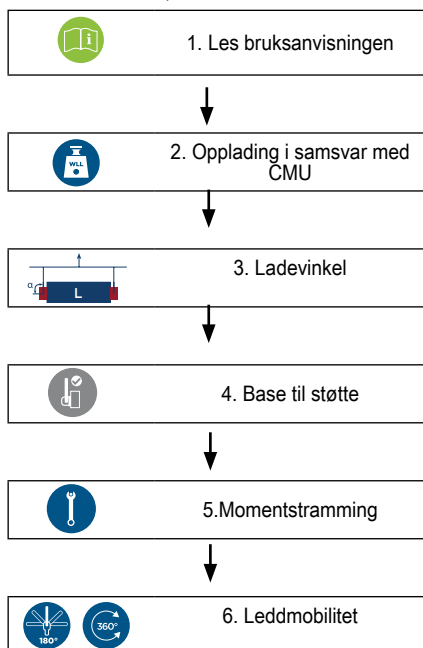 1. Les bruksanvisningen
WLL
2. Opplading i samsvar med
CMU
α
L
3. Ladevinkel
4. Base til støtte
5.Momentstramming
180°
360°
6. Leddmobilitet